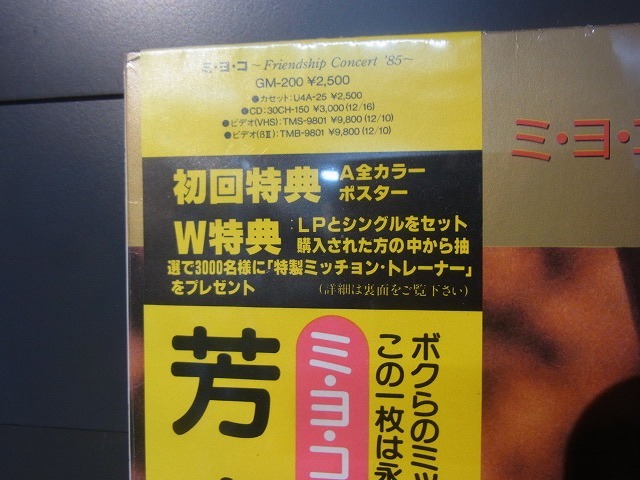 ミ・ヨ・コ ～Friendship Concert '85～
GM-200 ¥2,500
●カセット:U4A-25 ¥2,500
●CD:30CH-150 ¥3,000(12/16)
●ビデオ(VHS):TMS-9801 ¥9,800(12/10)
●ビデオ(βⅡ):TMB-9801 ¥9,800(12/10)
初回特典 A全カラー
ポスター
W特典 LPとシングルをセット
購入された方の中から抽
選で3000名様に「特製ミッチョン・トレーナー」
をプレゼント (詳細は裏面をご覧下さい)
ボクらのミッ
この一枚は永
ミ・ヨ・コ
芳
ミ・ヨ・コ